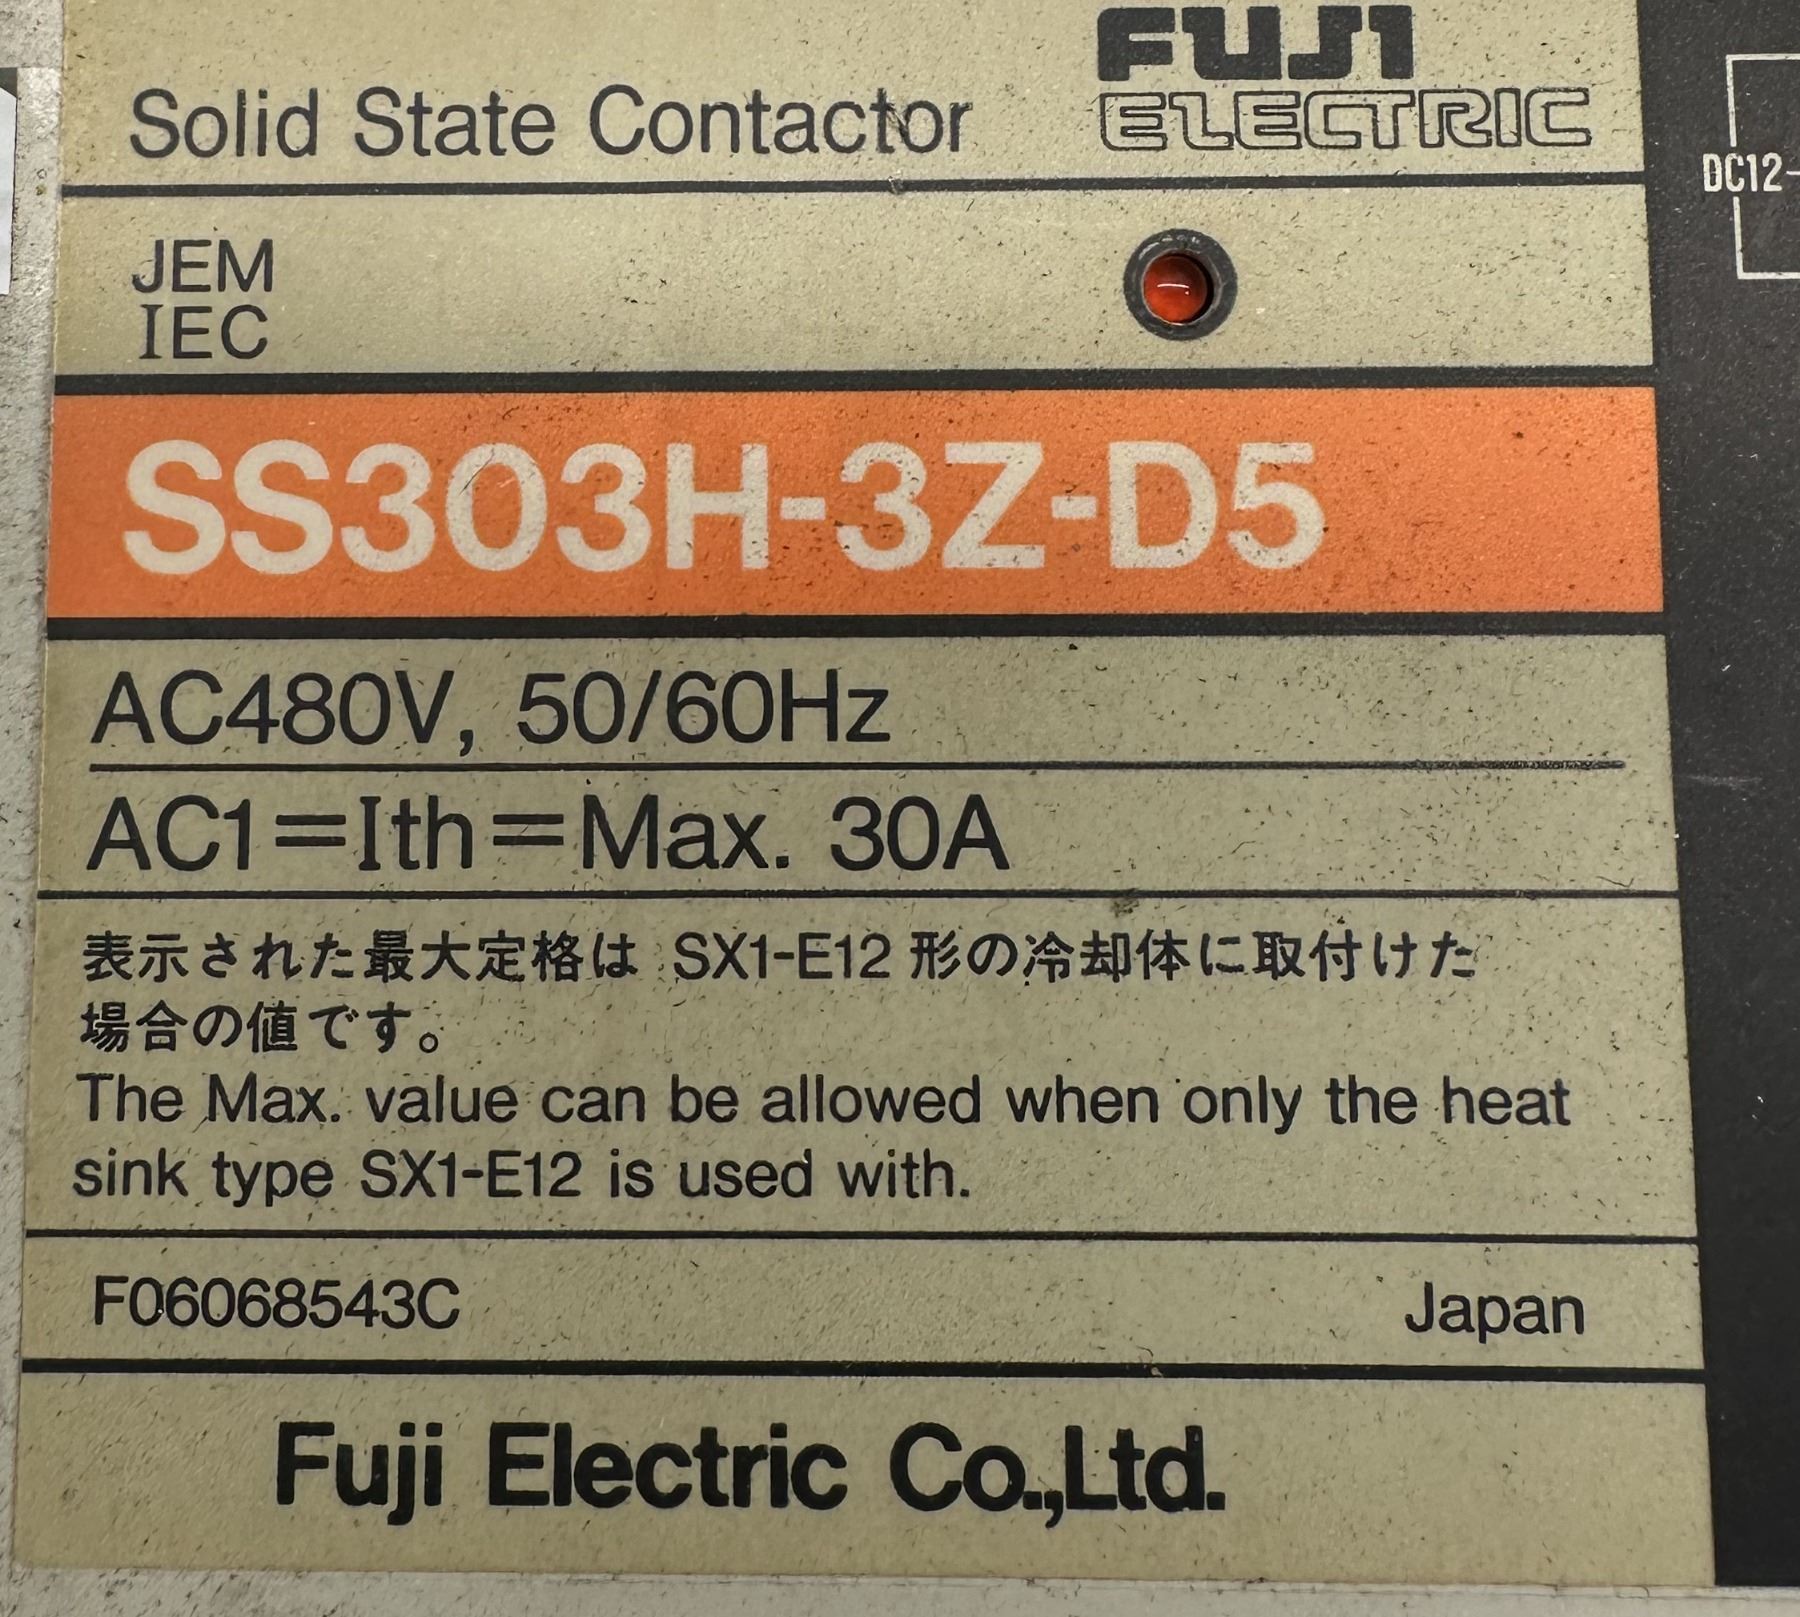 FUJI
ELECTRIC
Solid State Contactor
DC12-
JEM
IEC
SS303H-3Z-D5
AC480V, 50/60Hz
AC1=Ith=Max. 30A
表示された最大定格は SX1-E12 形の冷却体に取付けた
場合の値です。
The Max. value can be allowed when only the heat
sink type SX1-E12 is used with.
F06068543C
Japan
Fuji Electric Co.,Ltd.